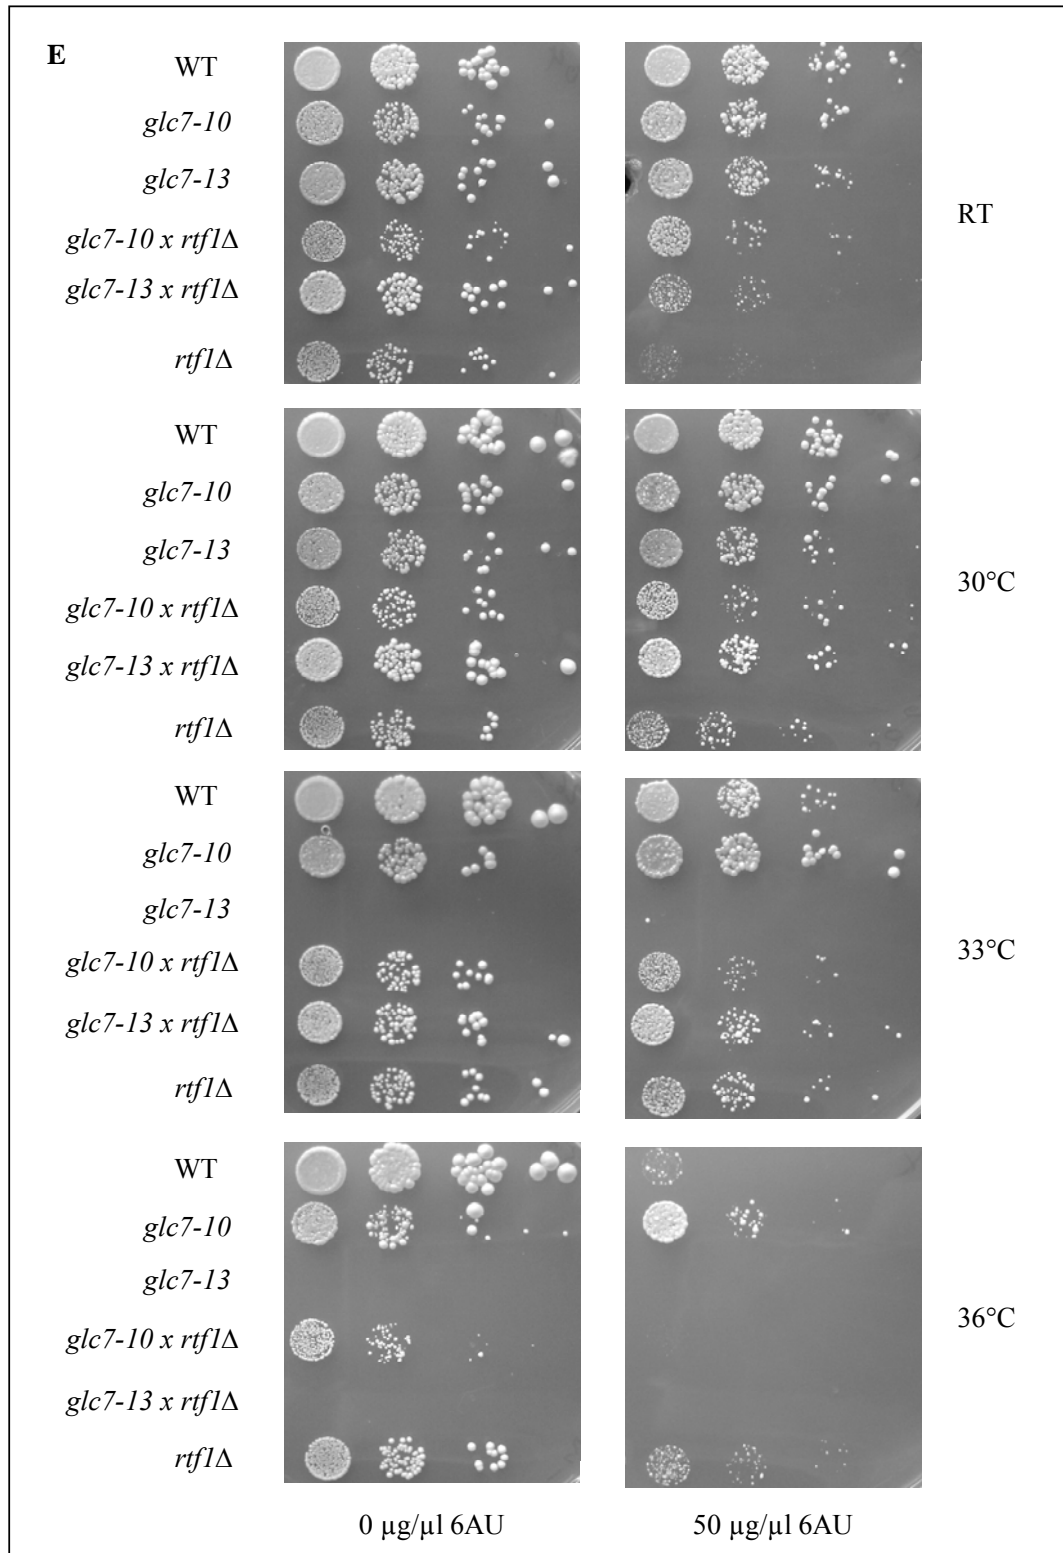 E
WT
glc7-10
glc7-13
glc7-10 x rtf1Δ
glc7-13 x rtf1Δ
rtf1Δ
RT
WT
glc7-10
glc7-13
glc7-10 x rtf1Δ
glc7-13 x rtf1Δ
rtf1Δ
30°C
WT
glc7-10
glc7-13
glc7-10 x rtf1Δ
glc7-13 x rtf1Δ
rtf1Δ
33°C
WT
glc7-10
glc7-13
glc7-10 x rtf1Δ
glc7-13 x rtf1Δ
rtf1Δ
36°C
0 µg/µl 6AU
50 µg/µl 6AU